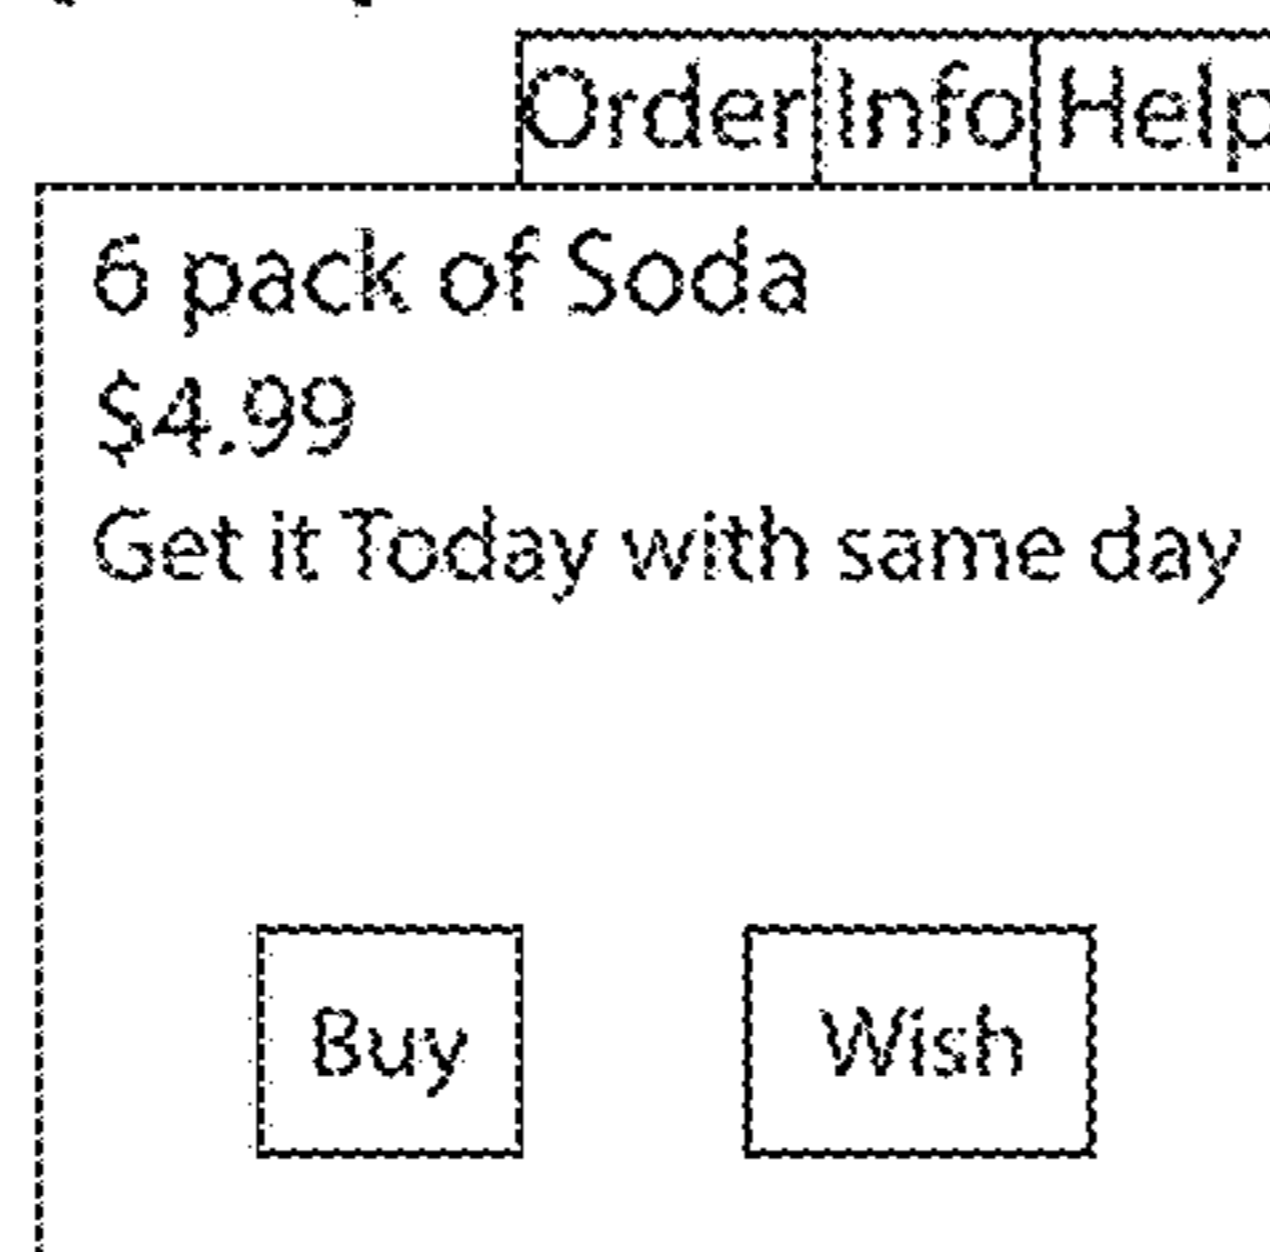 Order Info Help
6 pack of Soda
$4.99
Get it Today with same day
Buy Wish